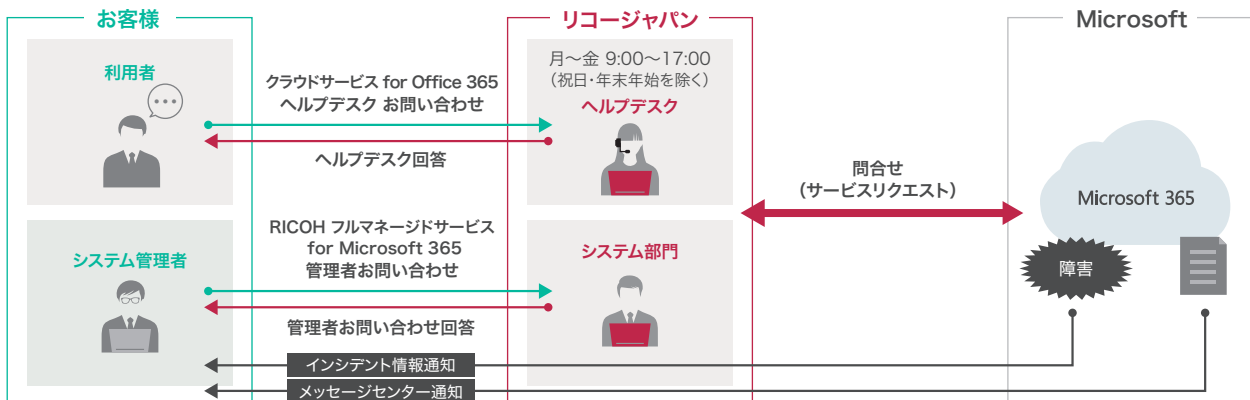 お客様
利用者
クラウドサービス for Office 365
ヘルプデスク お問い合わせ
ヘルプデスク回答
システム管理者
RICOH フルマネージドサービス
for Microsoft 365
管理者お問い合わせ
管理者お問い合わせ回答
インシデント情報通知
メッセージセンター通知
リコージャパン
月〜金 9:00〜17:00
（祝日・年末年始を除く）
ヘルプデスク
システム部門
問合せ
（サービスリクエスト）
Microsoft
Microsoft 365
障害